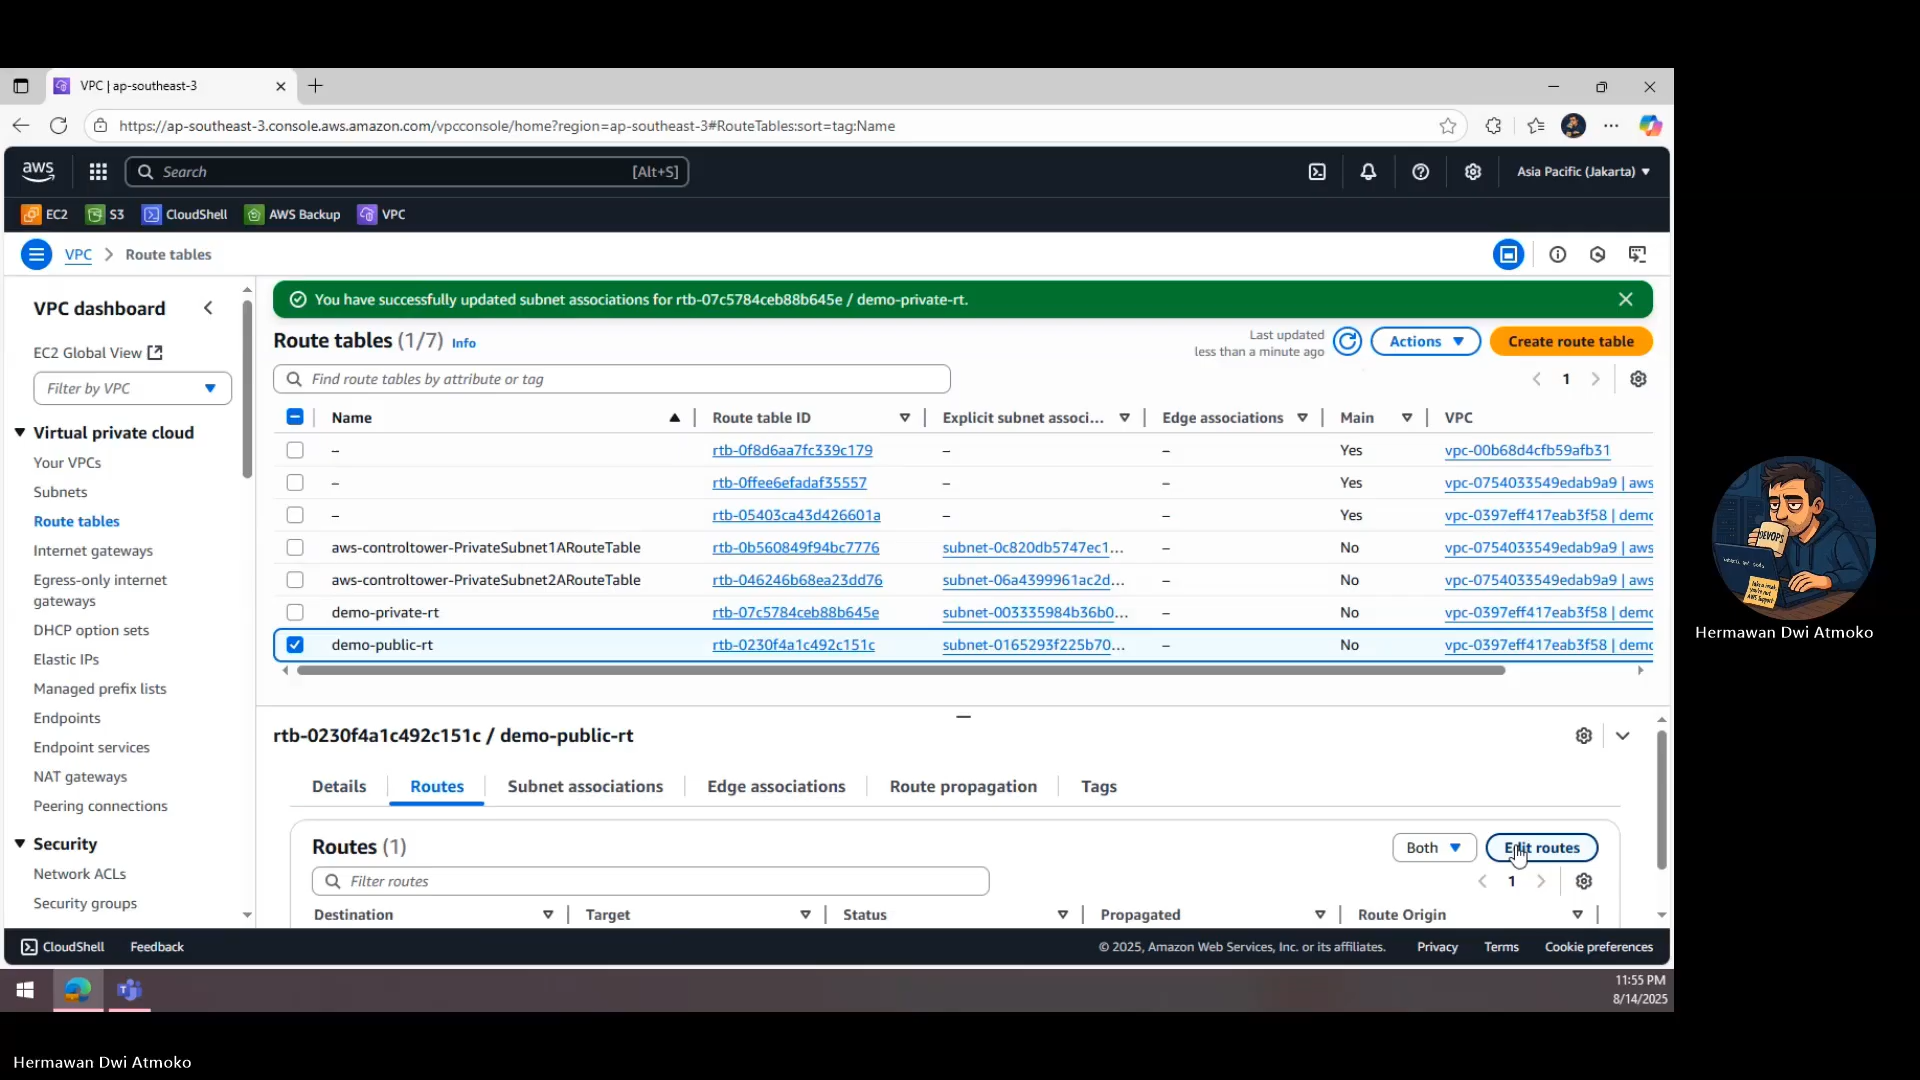 VPC | ap-southeast-3
https://ap-southeast-3.console.aws.amazon.com/vpcconsole/home?region=ap-southeast-3#RouteTables:sort=tag:Name
aws
Search
[Alt+S]
Asia Pacific (Jakarta)
EC2
S3
CloudShell
AWS Backup
VPC
VPC
Route tables
VPC dashboard
EC2 Global View
Filter by VPC
Virtual private cloud
Your VPCs
Subnets
Route tables
Internet gateways
Egress-only internet
gateways
DHCP option sets
Elastic IPs
Managed prefix lists
Endpoints
Endpoint services
NAT gateways
Peering connections
Security
Network ACLs
Security groups
You have successfully updated subnet associations for rtb-07c5784ceb88b645e / demo-private-rt.
Route tables (1/7) Info
Last updated
less than a minute ago
Actions
Create route table
Find route tables by attribute or tag
1
Name Route table ID Explicit subnet associ... Edge associations Main VPC
– rtb-0f8d6aa7fc339c179 – – Yes vpc-00b68d4cfb59afb31
– rtb-0ffee6efadaf35557 – – Yes vpc-0754033549edab9a9 | aws
– rtb-05403ca43d426601a – – Yes vpc-0397eff417eab3f58 | demo
aws-controltower-PrivateSubnet1ARouteTable rtb-0b560849f94bc7776 subnet-0c820db5747ec1... – No vpc-0754033549edab9a9 | aws
aws-controltower-PrivateSubnet2ARouteTable rtb-046246b68ea23dd76 subnet-06a4399961ac2d... – No vpc-0754033549edab9a9 | aws
demo-private-rt rtb-07c5784ceb88b645e subnet-003335984b36b0... – No vpc-0397eff417eab3f58 | demo
demo-public-rt rtb-0230f4a1c492c151c subnet-0165293f225b70... – No vpc-0397eff417eab3f58 | demo
rtb-0230f4a1c492c151c / demo-public-rt
Details
Routes
Subnet associations
Edge associations
Route propagation
Tags
Routes (1)
Both
Edit routes
Filter routes
1
Destination Target Status Propagated Route Origin
CloudShell
Feedback
© 2025, Amazon Web Services, Inc. or its affiliates.
Privacy
Terms
Cookie preferences
11:55 PM
8/14/2025
DEVOPS
Hermawan Dwi Atmoko
Hermawan Dwi Atmoko